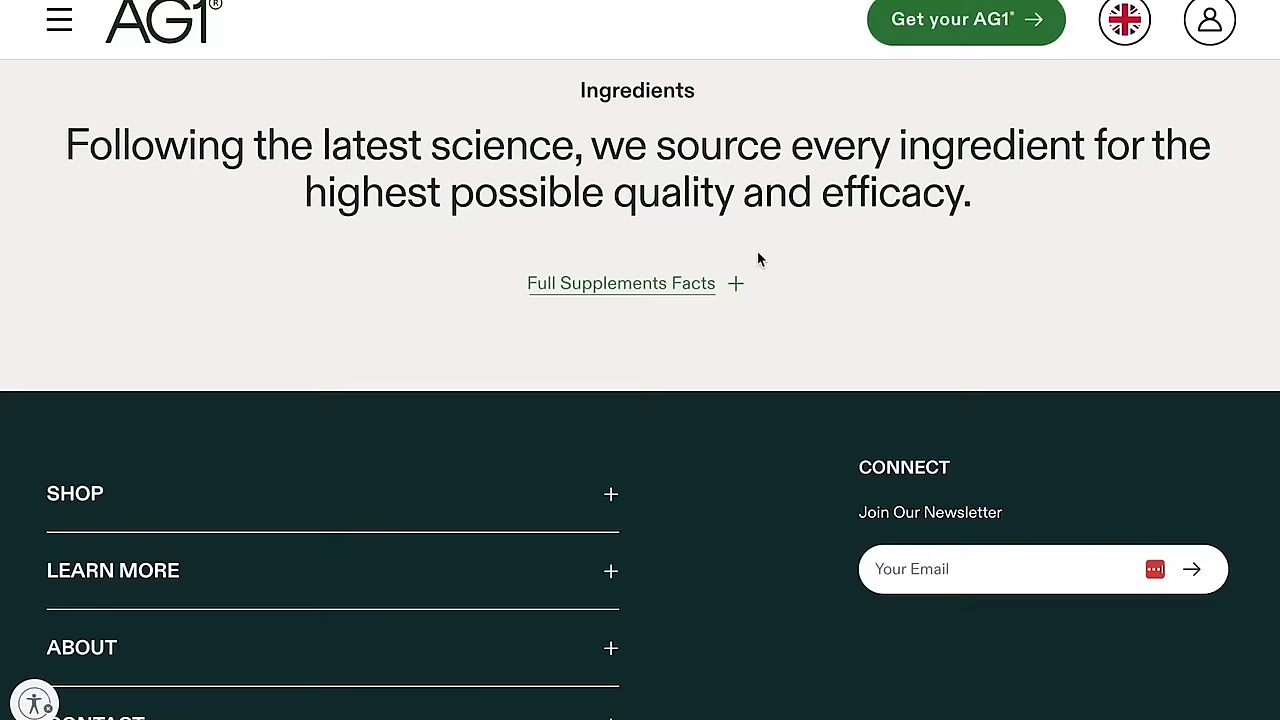 AG1®
Get your AG1® →
Ingredients
Following the latest science, we source every ingredient for the
highest possible quality and efficacy.
Full Supplements Facts +
SHOP +
LEARN MORE +
ABOUT +
CONTACT
CONNECT
Join Our Newsletter
Your Email